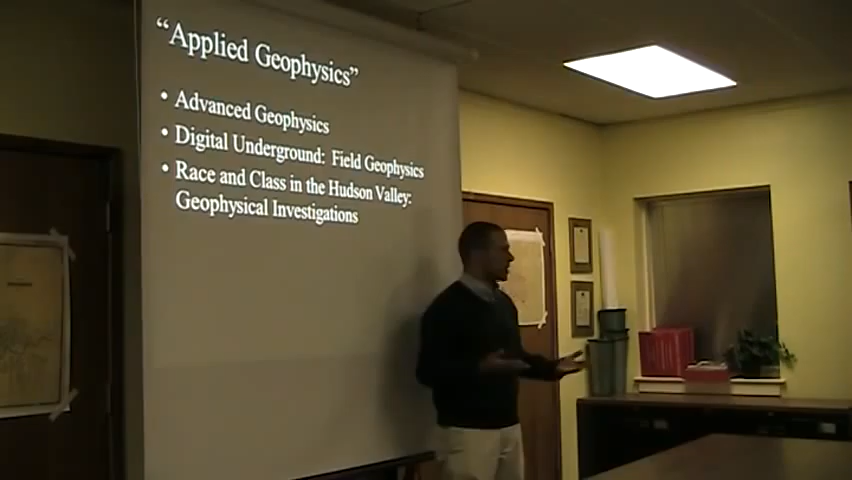 “Applied Geophysics”
• Advanced Geophysics
• Digital Underground: Field Geophysics
• Race and Class in the Hudson Valley:
Geophysical Investigations